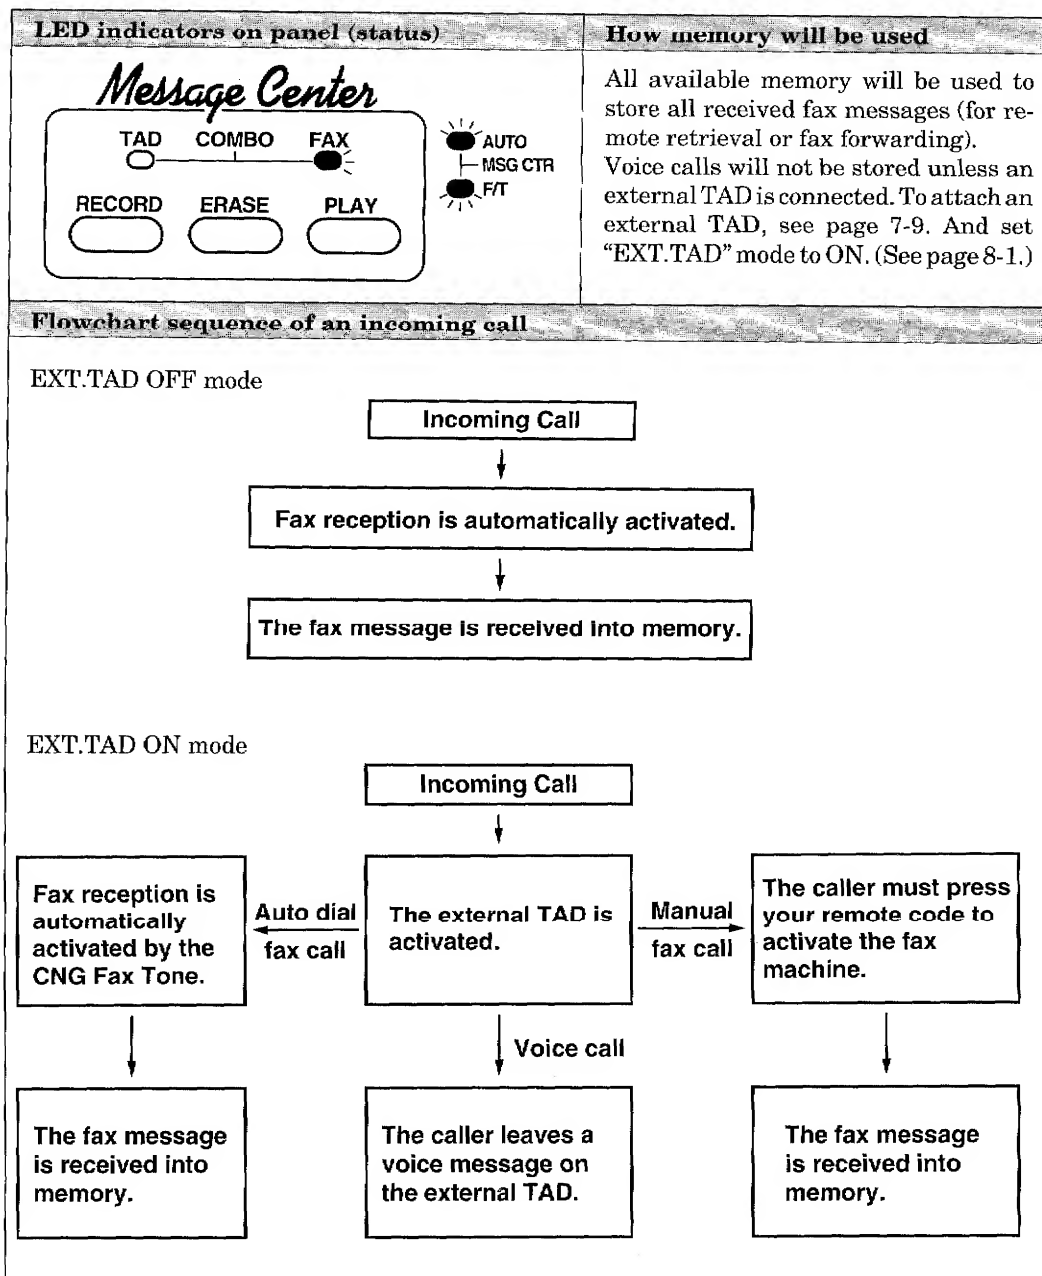 LED indicators on panel (status)
How memory will be used
Message Center
TAD COMBO FAX
RECORD ERASE PLAY
AUTO
MSG CTR
F/T
All available memory will be used to
store all received fax messages (for re-
mote retrieval or fax forwarding).
Voice calls will not be stored unless an
external TAD is connected. To attach an
external TAD, see page 7-9. And set
“EXT.TAD” mode to ON. (See page 8-1.)
Flowchart sequence of an incoming call
EXT.TAD OFF mode
Incoming Call
Fax reception is automatically activated.
The fax message is received into memory.
EXT.TAD ON mode
Incoming Call
Fax reception is
automatically
activated by the
CNG Fax Tone.
Auto dial
fax call
The external TAD is
activated.
Manual
fax call
The caller must press
your remote code to
activate the fax
machine.
Voice call
The fax message
is received into
memory.
The caller leaves a
voice message on
the external TAD.
The fax message
is received into
memory.